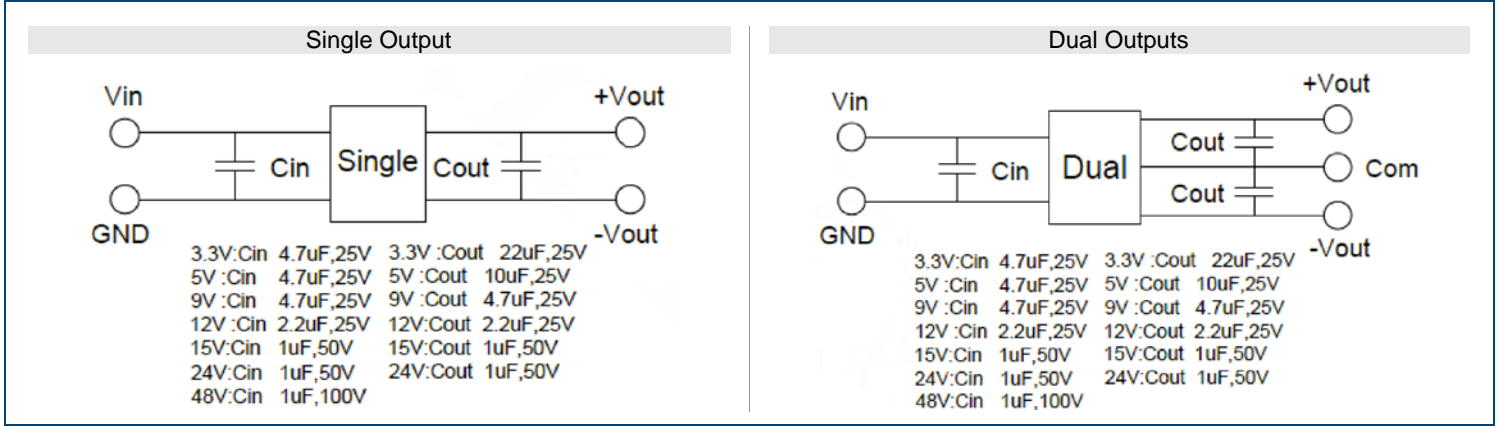 Single Output
Vin
+Vout
Cin
Single
Cout
GND
-Vout
3.3V:Cin 4.7uF,25V 3.3V :Cout 22uF,25V
5V :Cin 4.7uF,25V 5V :Cout 10uF,25V
9V :Cin 4.7uF,25V 9V :Cout 4.7uF,25V
12V :Cin 2.2uF,25V 12V:Cout 2.2uF,25V
15V:Cin 1uF,50V 15V:Cout 1uF,50V
24V:Cin 1uF,50V 24V:Cout 1uF,50V
48V:Cin 1uF,100V
Dual Outputs
Vin
+Vout
Cout
Cin
Dual
Com
Cout
GND
-Vout
3.3V:Cin 4.7uF,25V 3.3V :Cout 22uF,25V
5V :Cin 4.7uF,25V 5V :Cout 10uF,25V
9V :Cin 4.7uF,25V 9V :Cout 4.7uF,25V
12V :Cin 2.2uF,25V 12V:Cout 2.2uF,25V
15V:Cin 1uF,50V 15V:Cout 1uF,50V
24V:Cin 1uF,50V 24V:Cout 1uF,50V
48V:Cin 1uF,100V